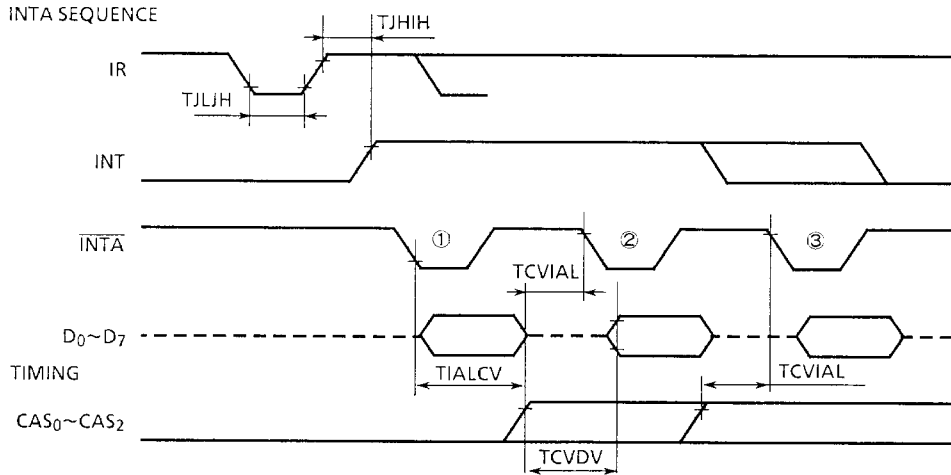 INTA SEQUENCE
TJHIH
IR
TJLJH
INT
INTA
①
②
③
TCVIAL
D0~D7
TIMING
TIALCV
TCVIAL
CAS0~CAS2
TCVDV